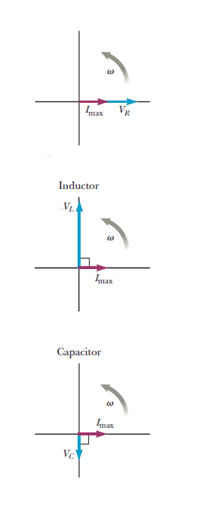 ω
Imax VR
Inductor
VL
ω
Imax
Capacitor
ω
Imax
VC